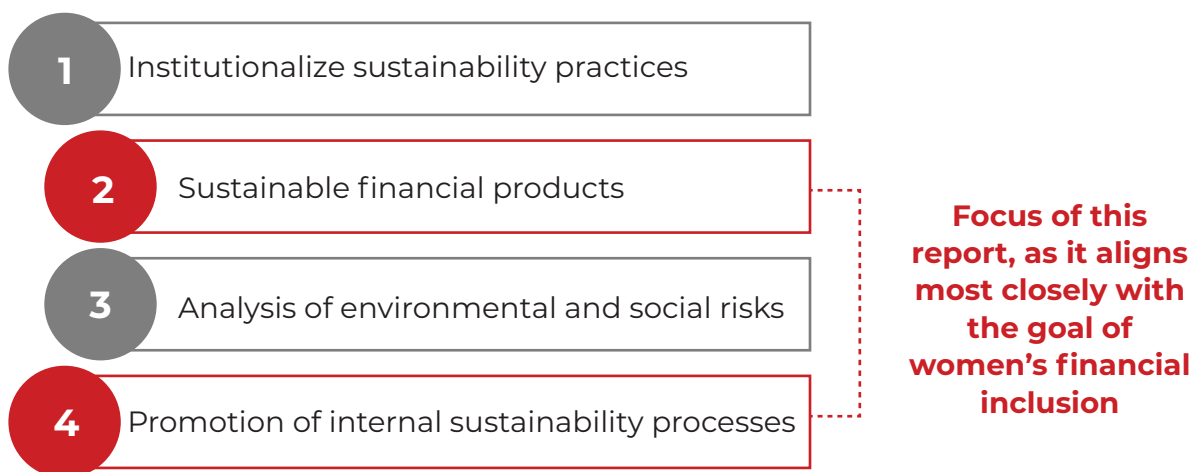 1
Institutionalize sustainability practices
2
Sustainable financial products
3
Analysis of environmental and social risks
4
Promotion of internal sustainability processes
Focus of this
report, as it aligns
most closely with
the goal of
women’s financial
inclusion